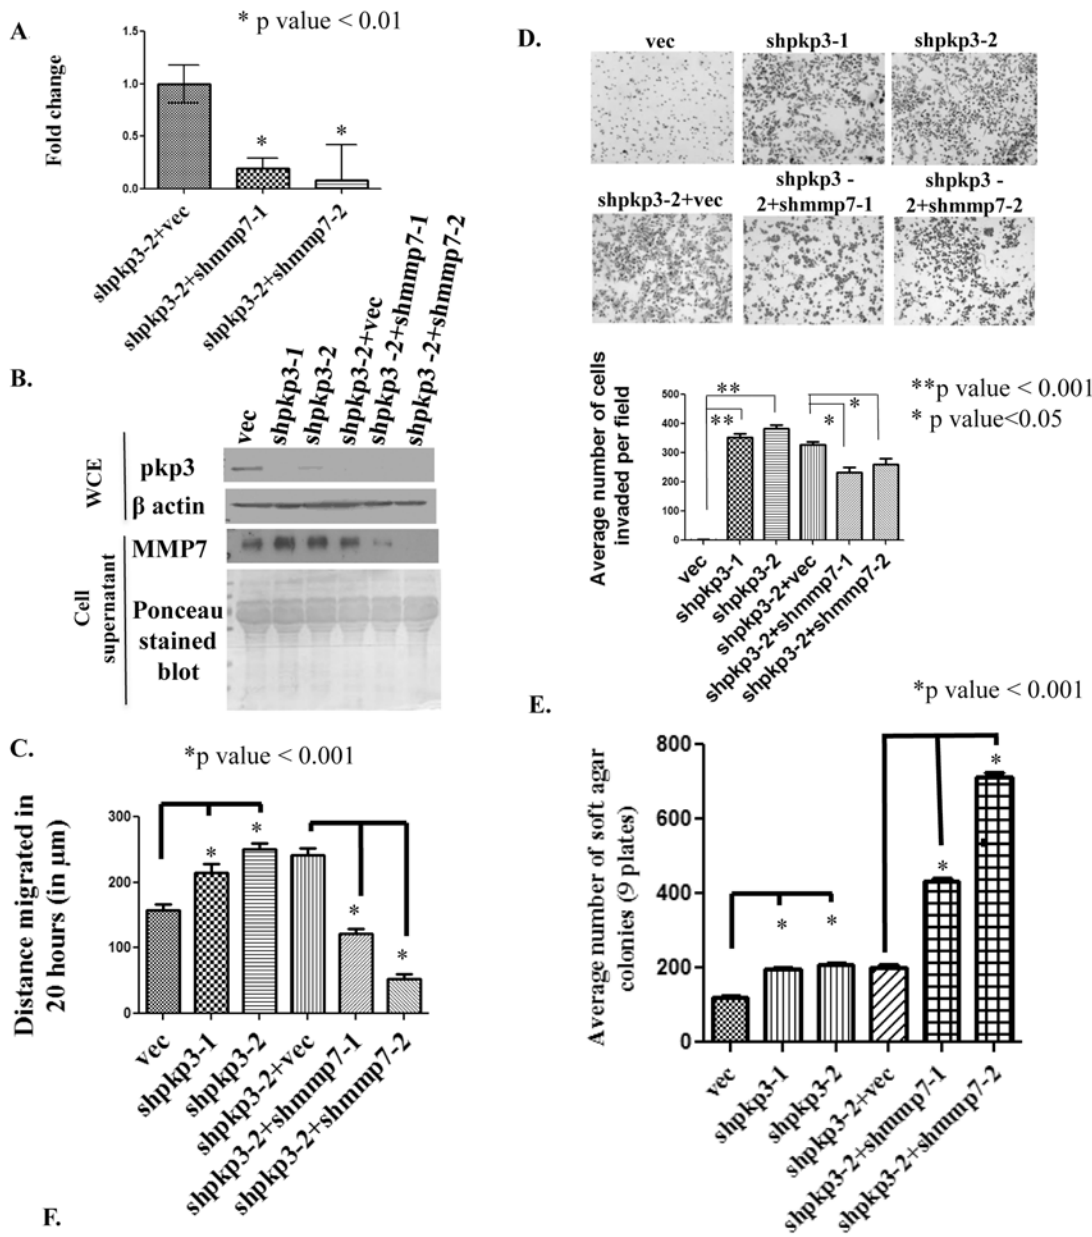 A
* p value < 0.01
Fold change
1.5
1.0
0.5
0.0
*
*
shpkp3-2+vec
shpkp3-2+shmmp7-1
shpkp3-2+shmmp7-2
B.
vec
shpkp3-1
shpkp3-2
shpkp3-2+vec
shpkp3 -2+shmmp7-1
shpkp3 -2+shmmp7-2
WCE
pkp3
β actin
Cell
supernatant
MMP7
Ponceau
stained
blot
C.
*p value < 0.001
Distance migrated in
20 hours (in µm)
300
200
100
0
*
*
*
*
vec
shpkp3-1
shpkp3-2
shpkp3-2+vec
shpkp3-2+shmmp7-1
shpkp3-2+shmmp7-2
D.
vec
shpkp3-1
shpkp3-2
shpkp3-2+vec
shpkp3 -
2+shmmp7-1
shpkp3 -
2+shmmp7-2
Average number of cells
invaded per field
500
400
300
200
100
0
**
**
*
*
**p value < 0.001
* p value<0.05
vec
shpkp3-1
shpkp3-2
shpkp3-2+vec
shpkp3-2+shmmp7-1
shpkp3-2+shmmp7-2
E.
*p value < 0.001
Average number of soft agar
colonies (9 plates)
800
600
400
200
0
*
*
*
*
vec
shpkp3-1
shpkp3-2
shpkp3-2+vec
shpkp3-2+shmmp7-1
shpkp3-2+shmmp7-2
F.